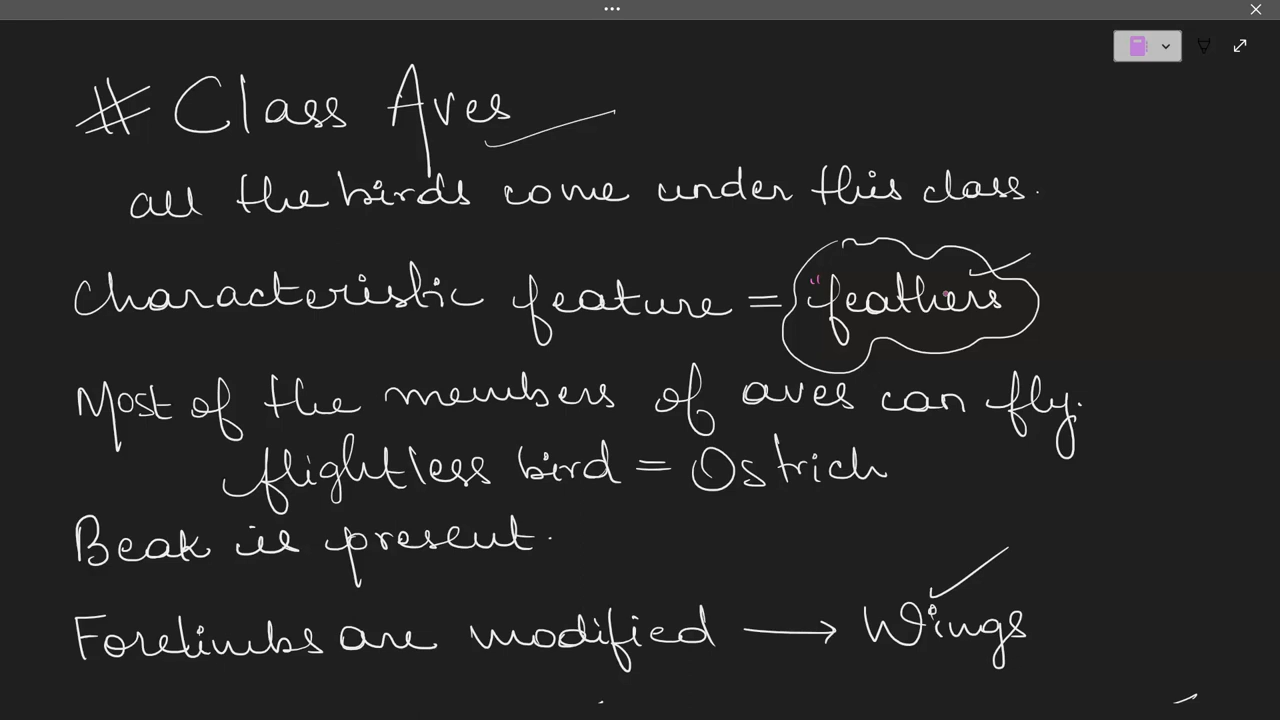 # Class Aves
all the birds come under this class.
Characteristic feature = "feathers
Most of the members of aves can fly.
flightless bird = Ostrich
Beak is present.
Forelimbs are modified → Wings